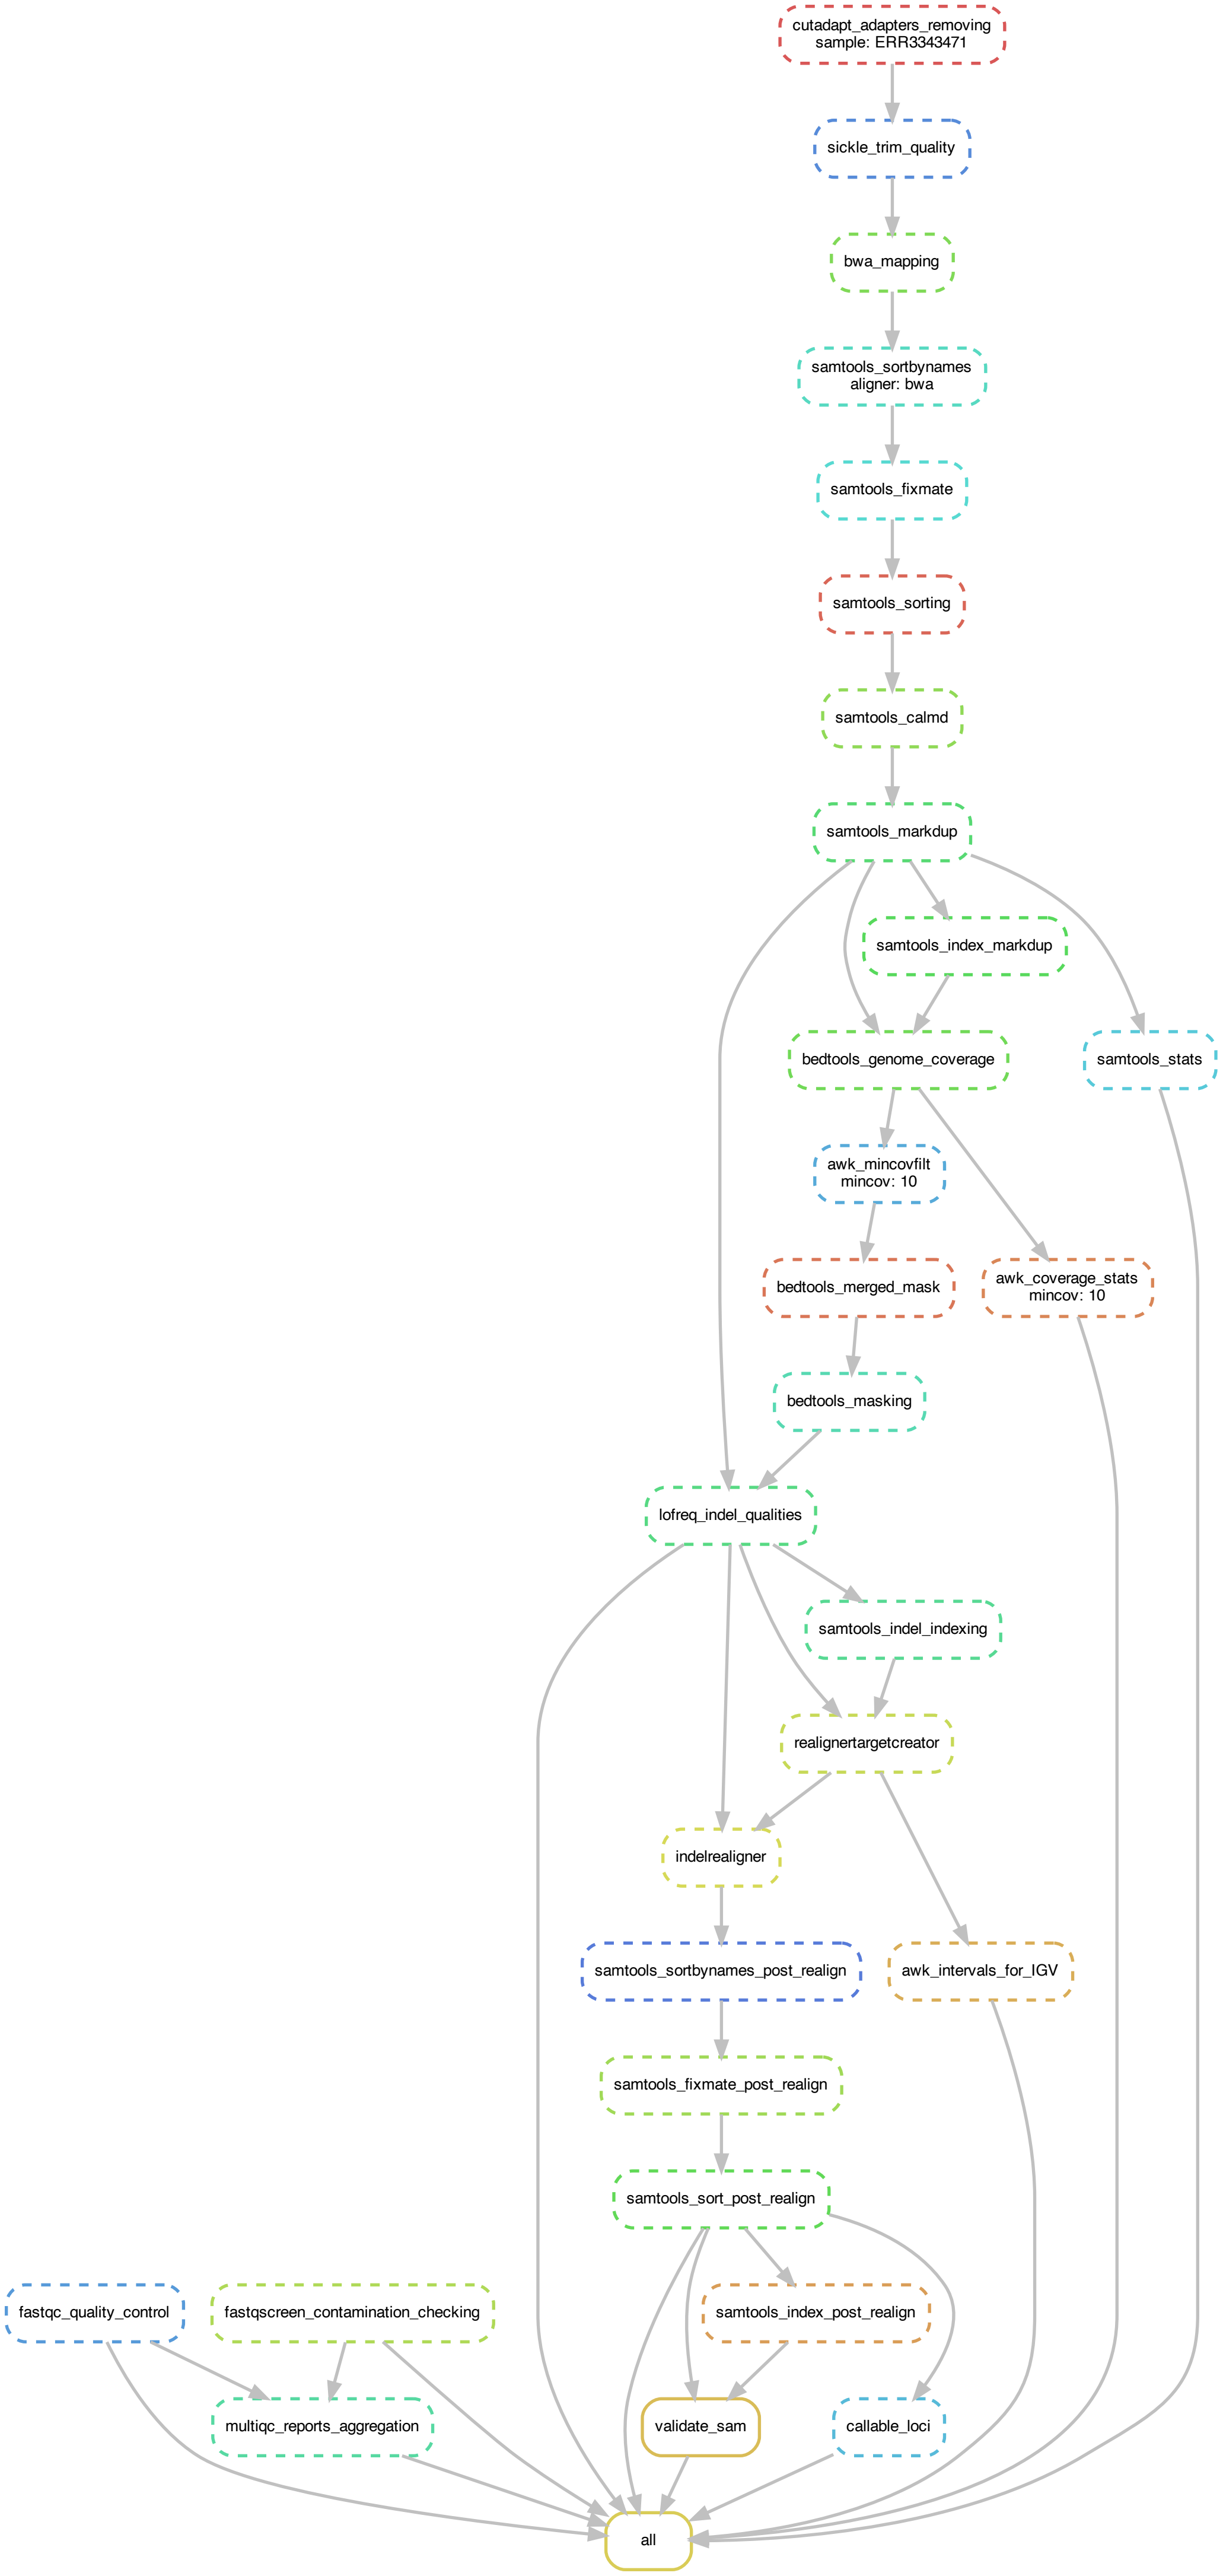 cutadapt_adapters_removing
sample: ERR3343471
sickle_trim_quality
bwa_mapping
samtools_sortbynames
aligner: bwa
samtools_fixmate
samtools_sorting
samtools_calmd
samtools_markdup
samtools_index_markdup
bedtools_genome_coverage
samtools_stats
awk_mincovfilt
mincov: 10
bedtools_merged_mask
awk_coverage_stats
mincov: 10
bedtools_masking
lofreq_indel_qualities
samtools_indel_indexing
realignertargetcreator
indelrealigner
samtools_sortbynames_post_realign
awk_intervals_for_IGV
samtools_fixmate_post_realign
samtools_sort_post_realign
fastqc_quality_control
fastqscreen_contamination_checking
samtools_index_post_realign
multiqc_reports_aggregation
validate_sam
callable_loci
all